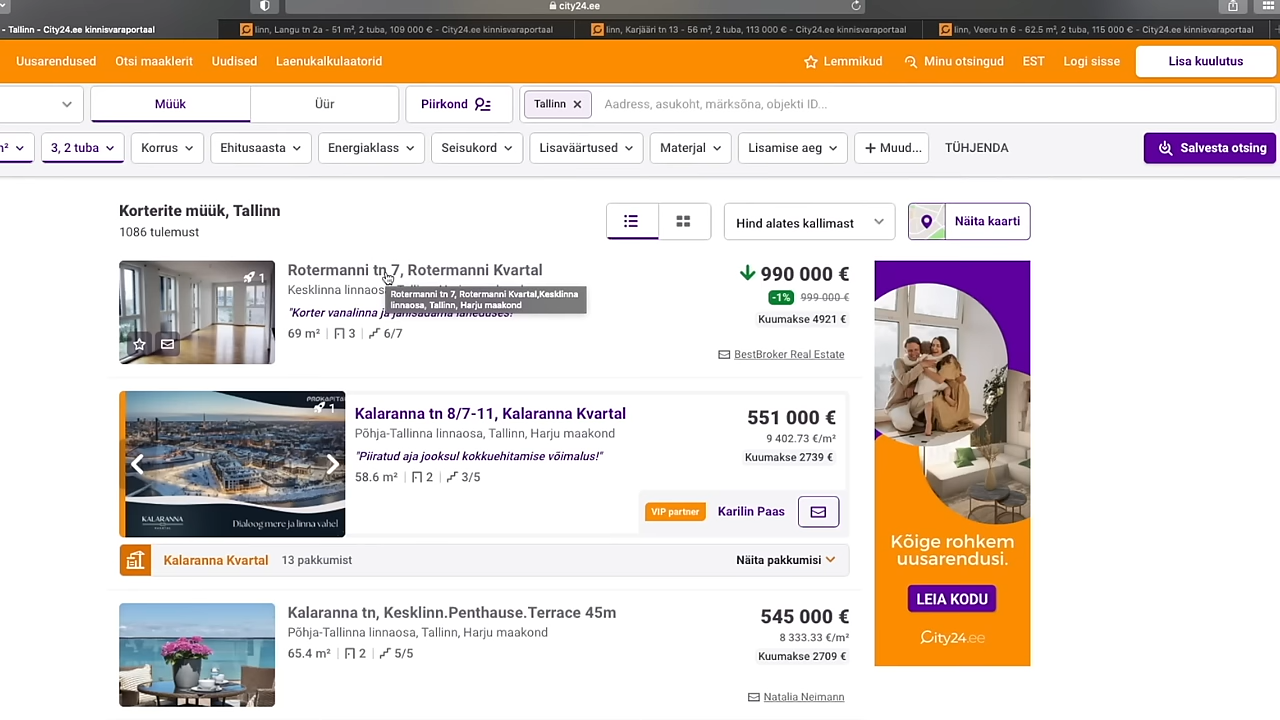 city24.ee
- Tallinn - City24.ee kinnisvaraportaal
linn, Langu tn 2a - 51 m², 2 tuba, 109 000 € - City24.ee kinnisvaraportaal
linn, Karjääri tn 13 - 56 m², 2 tuba, 113 000 € - City24.ee kinnisvaraportaal
linn, Veeru tn 6 - 62.5 m², 2 tuba, 115 000 € - City24.ee kinnisvaraportaal
Uusarendused Otsi maaklerit Uudised Laenukalkulaatorid Lemmikud Minu otsingud EST Logi sisse Lisa kuulutus
Müük Üür Piirkond Tallinn Aadress, asukoht, märksõna, objekti ID...
m² 3, 2 tuba Korrus Ehitusaasta Energiaklass Seisukord Lisaväärtused Materjal Lisamise aeg + Muud... TÜHJENDA Salvesta otsing
Korterite müük, Tallinn
1086 tulemust
Hind alates kallimast
Näita kaarti
1
Rotermanni tn 7, Rotermanni Kvartal
Kesklinna linnaosa,
Rotermanni tn 7, Rotermanni Kvartal,Kesklinna
linnaosa, Tallinn, Harju maakond
"Korter vanalinna ja
69 m² 3 6/7
990 000 €
-1% 999 000 €
Kuumakse 4921 €
BestBroker Real Estate
PROKAPITAL
1
KALARANNA
Dialoog mere ja linna vahel
Kalaranna tn 8/7-11, Kalaranna Kvartal
Põhja-Tallinna linnaosa, Tallinn, Harju maakond
"Piiratud aja jooksul kokkuehitamise võimalus!"
58.6 m² 2 3/5
551 000 €
9 402.73 €/m²
Kuumakse 2739 €
VIP partner Karilin Paas
Kalaranna Kvartal 13 pakkumist Näita pakkumisi
Kalaranna tn, Kesklinn.Penthouse.Terrace 45m
Põhja-Tallinna linnaosa, Tallinn, Harju maakond
65.4 m² 2 5/5
545 000 €
8 333.33 €/m²
Kuumakse 2709 €
Natalia Neimann
Kõige rohkem
uusarendusi.
LEIA KODU
City24.ee